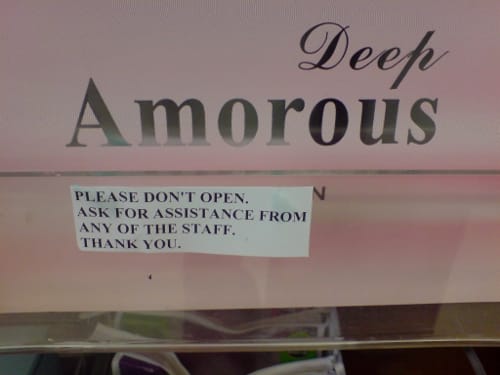 Deep
Amorous
N
PLEASE DON'T OPEN.
ASK FOR ASSISTANCE FROM
ANY OF THE STAFF.
THANK YOU.